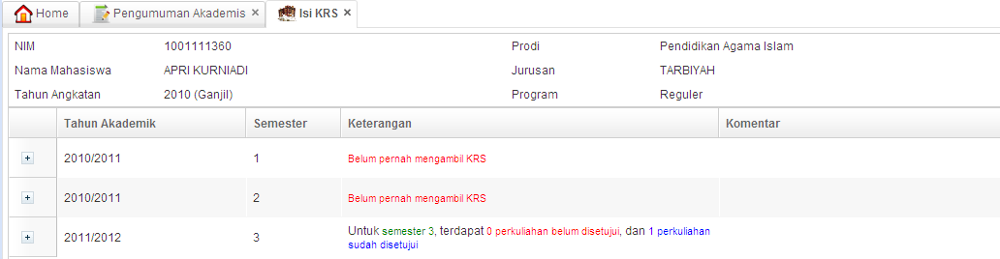 Home Pengumuman Akademis Isi KRS
NIM 1001111360 Prodi Pendidikan Agama Islam
Nama Mahasiswa APRI KURNIADI Jurusan TARBIYAH
Tahun Angkatan 2010 (Ganjil) Program Reguler
Tahun Akademik Semester Keterangan Komentar
2010/2011 1 Belum pernah mengambil KRS
2010/2011 2 Belum pernah mengambil KRS
2011/2012 3 Untuk semester 3, terdapat 0 perkuliahan belum disetujui, dan 1 perkuliahan
sudah disetujui